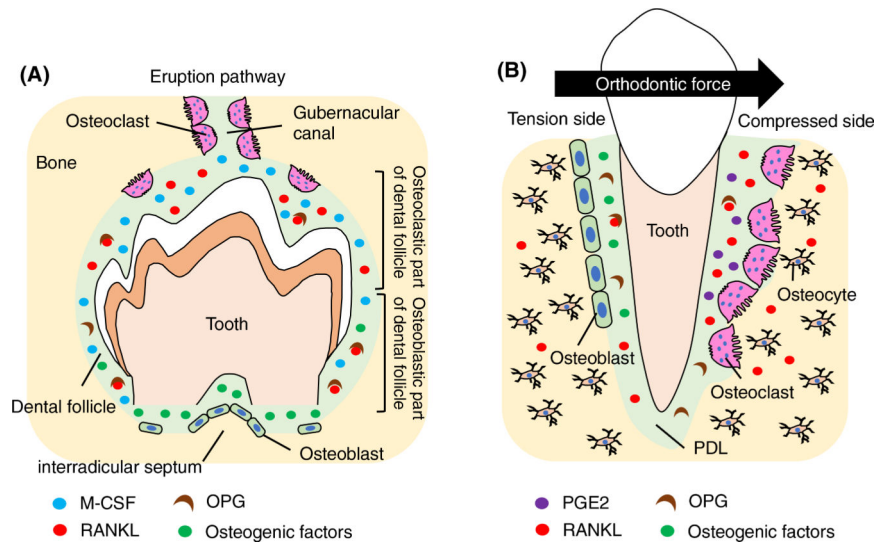 (A)
Eruption pathway
Osteoclast
Gubernacular
canal
Bone
Osteoclastic part
of dental follicle
Tooth
Osteoblastic part
of dental follicle
Dental follicle
Osteoblast
interradicular septum
M-CSF
OPG
RANKL
Osteogenic factors
(B)
Orthodontic force
Tension side
Compressed side
Tooth
Osteocyte
Osteoblast
Osteoclast
PDL
PGE2
OPG
RANKL
Osteogenic factors